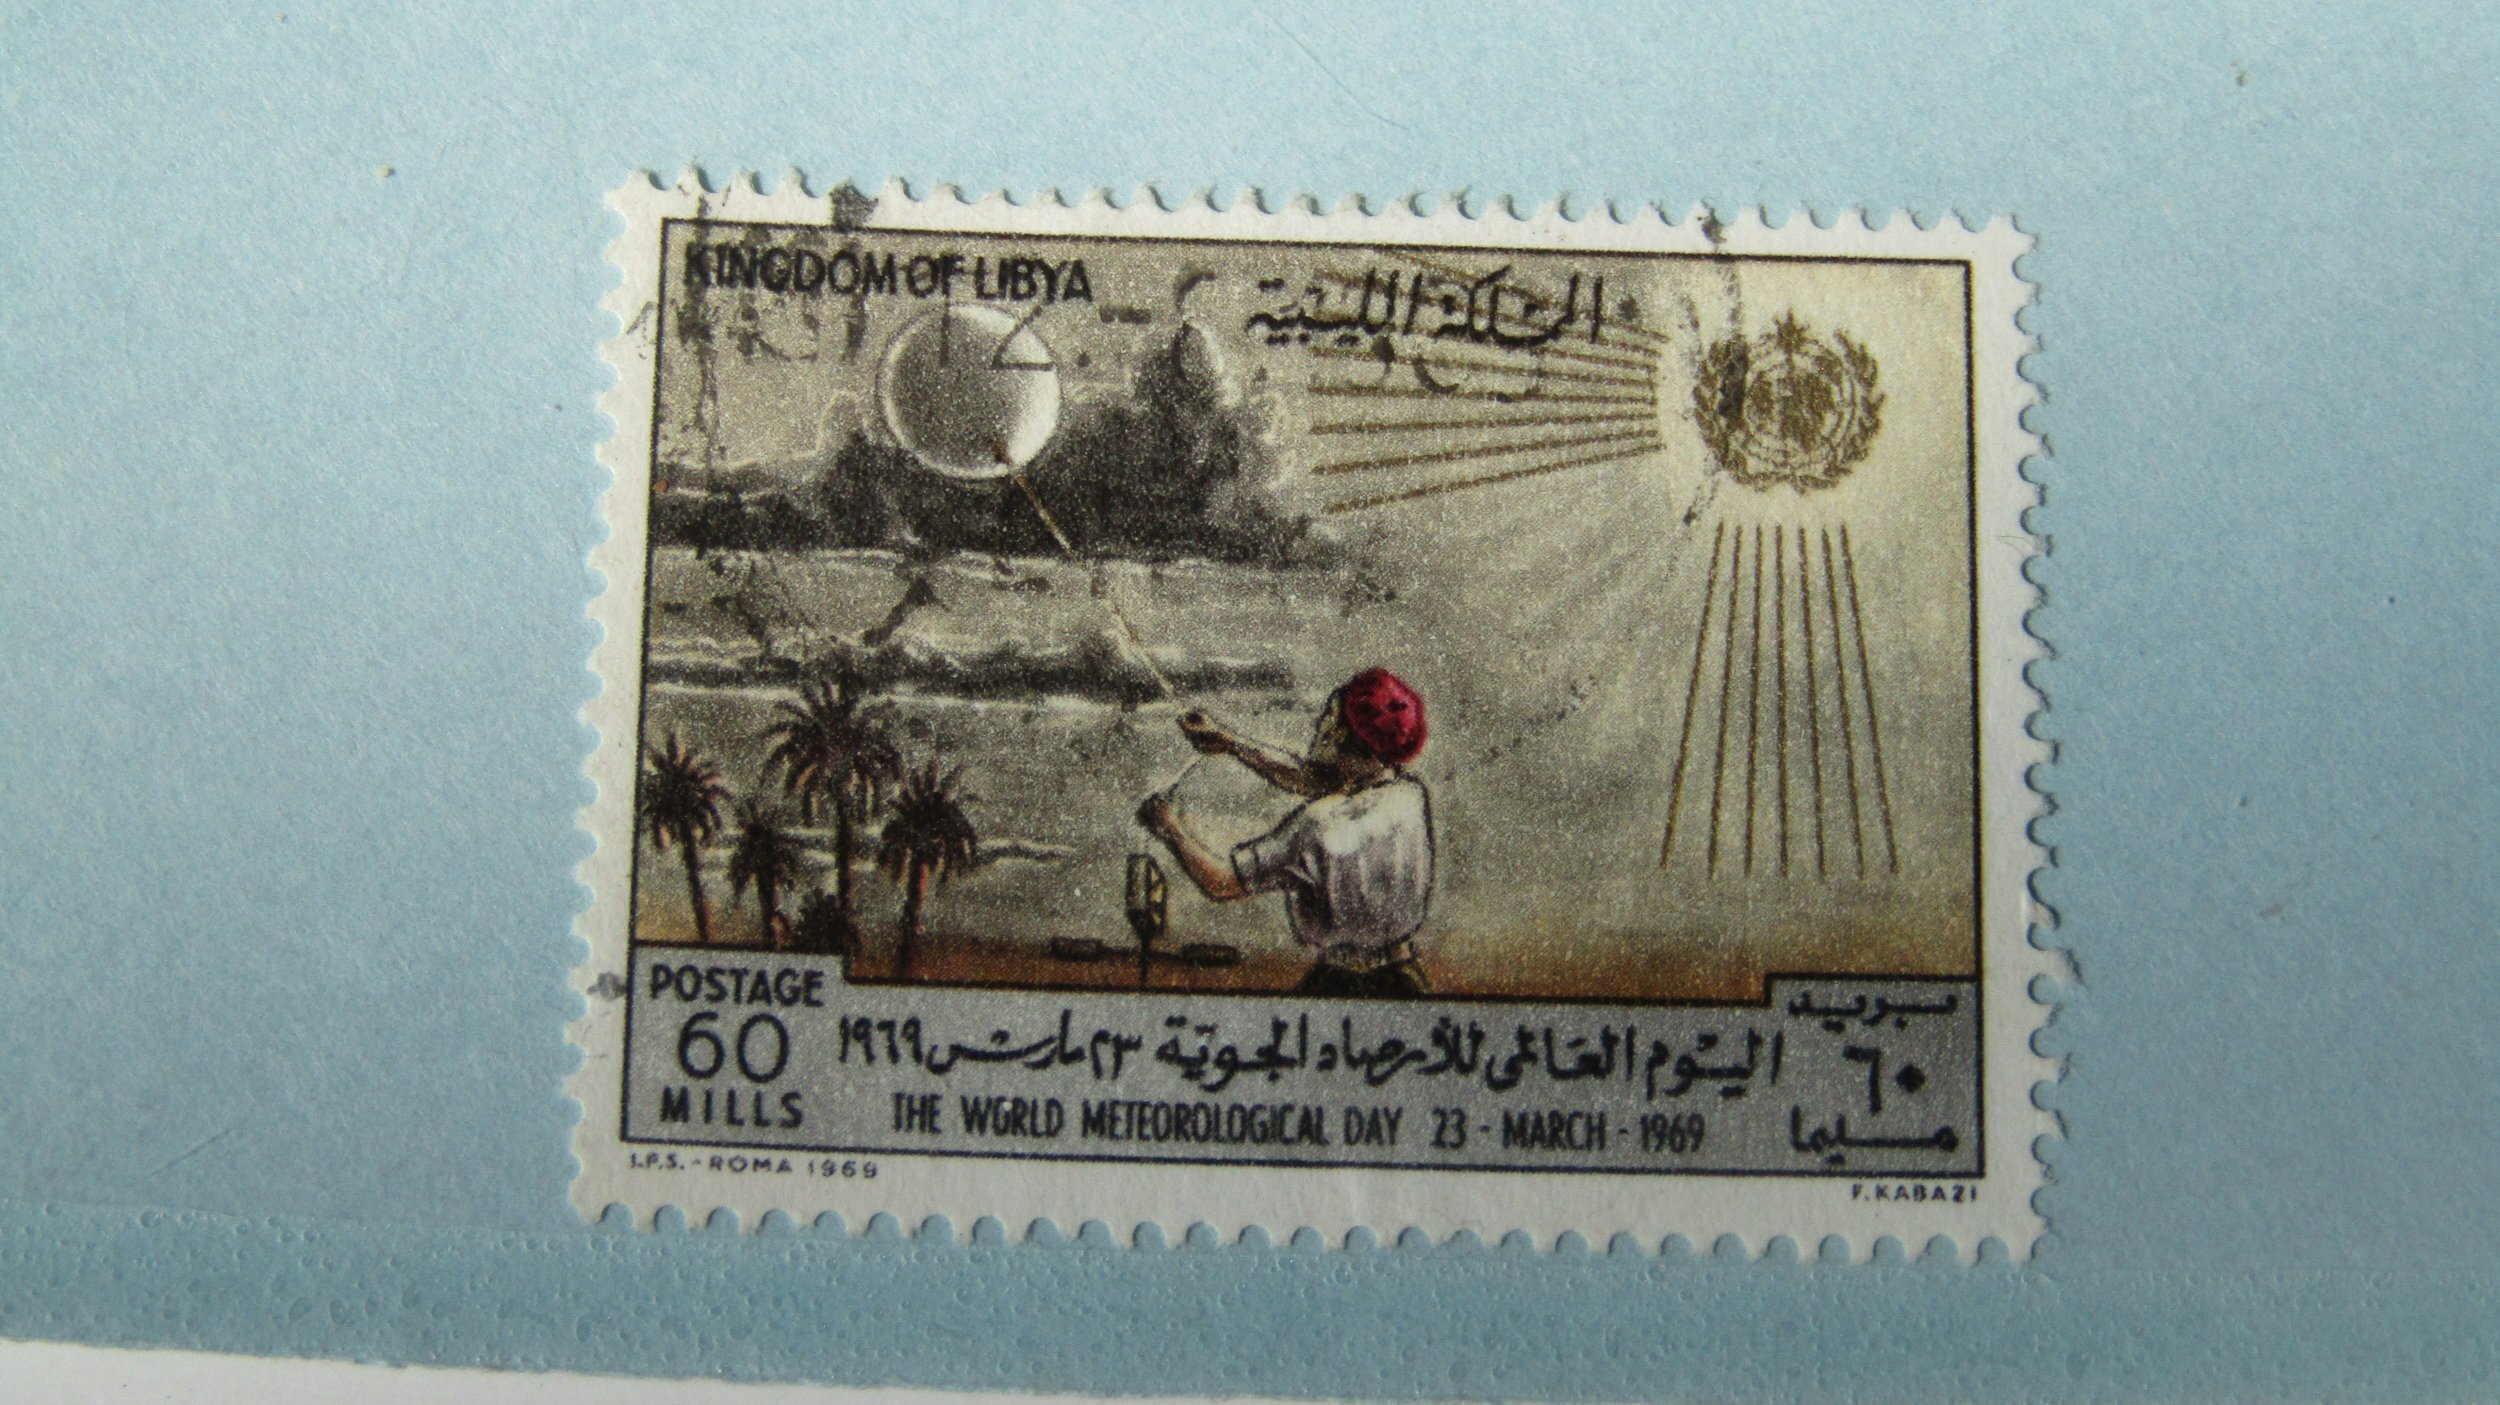 KINGDOM OF LIBYA
المملكة الليبية
POSTAGE
60
MILLS
اليوم العالمى للأرصاد الجوية ٢٣ مارس ١٩٦٩
THE WORLD METEOROLOGICAL DAY 23 - MARCH - 1969
بريد
٦٠
مليما
I.P.S. - ROMA 1969
F. KABAZI